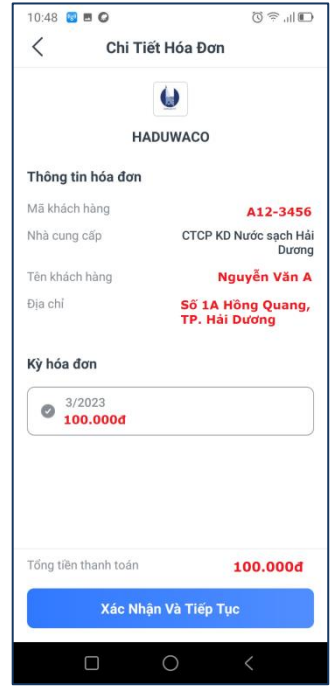 10:48
Chi Tiết Hóa Đơn
HADUWACO
Thông tin hóa đơn
Mã khách hàng A12-3456
Nhà cung cấp CTCP KD Nước sạch Hải
Dương
Tên khách hàng Nguyễn Văn A
Địa chỉ Số 1A Hồng Quang,
TP. Hải Dương
Kỳ hóa đơn
3/2023
100.000đ
Tổng tiền thanh toán 100.000đ
Xác Nhận Và Tiếp Tục